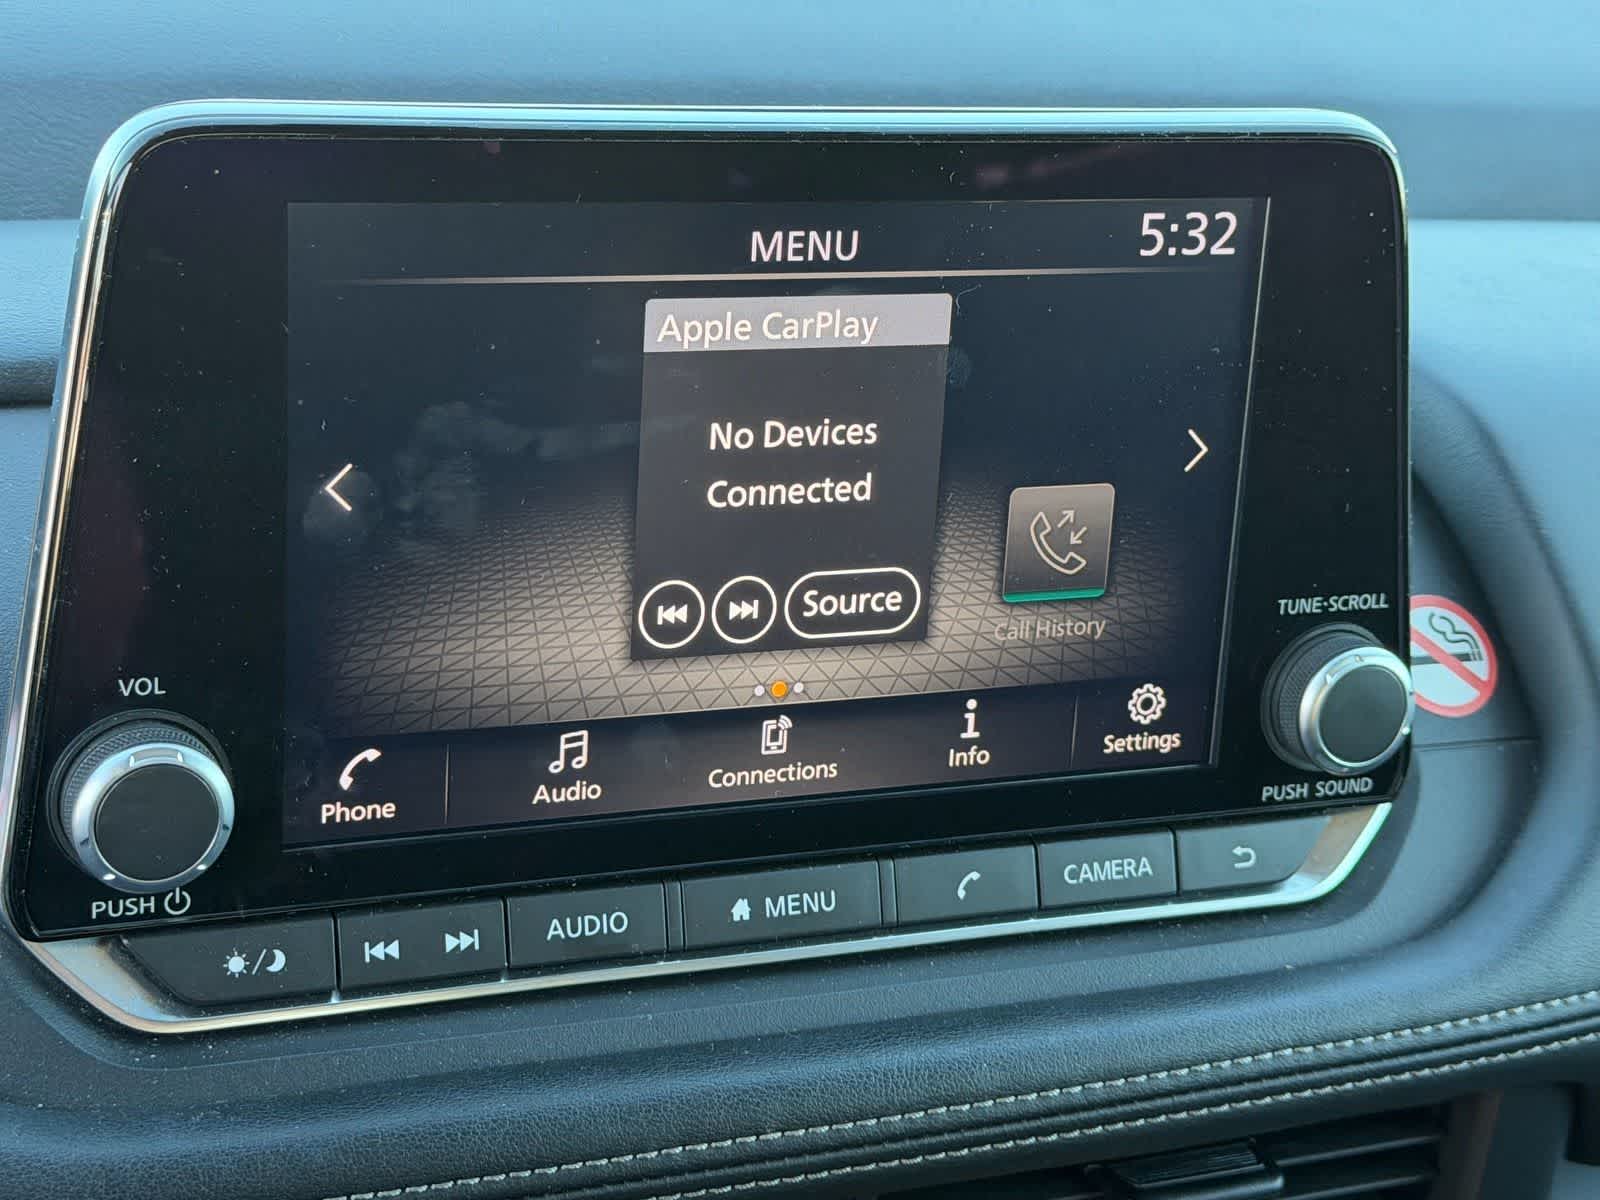 MENU
5:32
Apple CarPlay
No Devices
Connected
Source
Call History
TUNE·SCROLL
VOL
Phone
Audio
Connections
Info
Settings
PUSH SOUND
PUSH
AUDIO
MENU
CAMERA